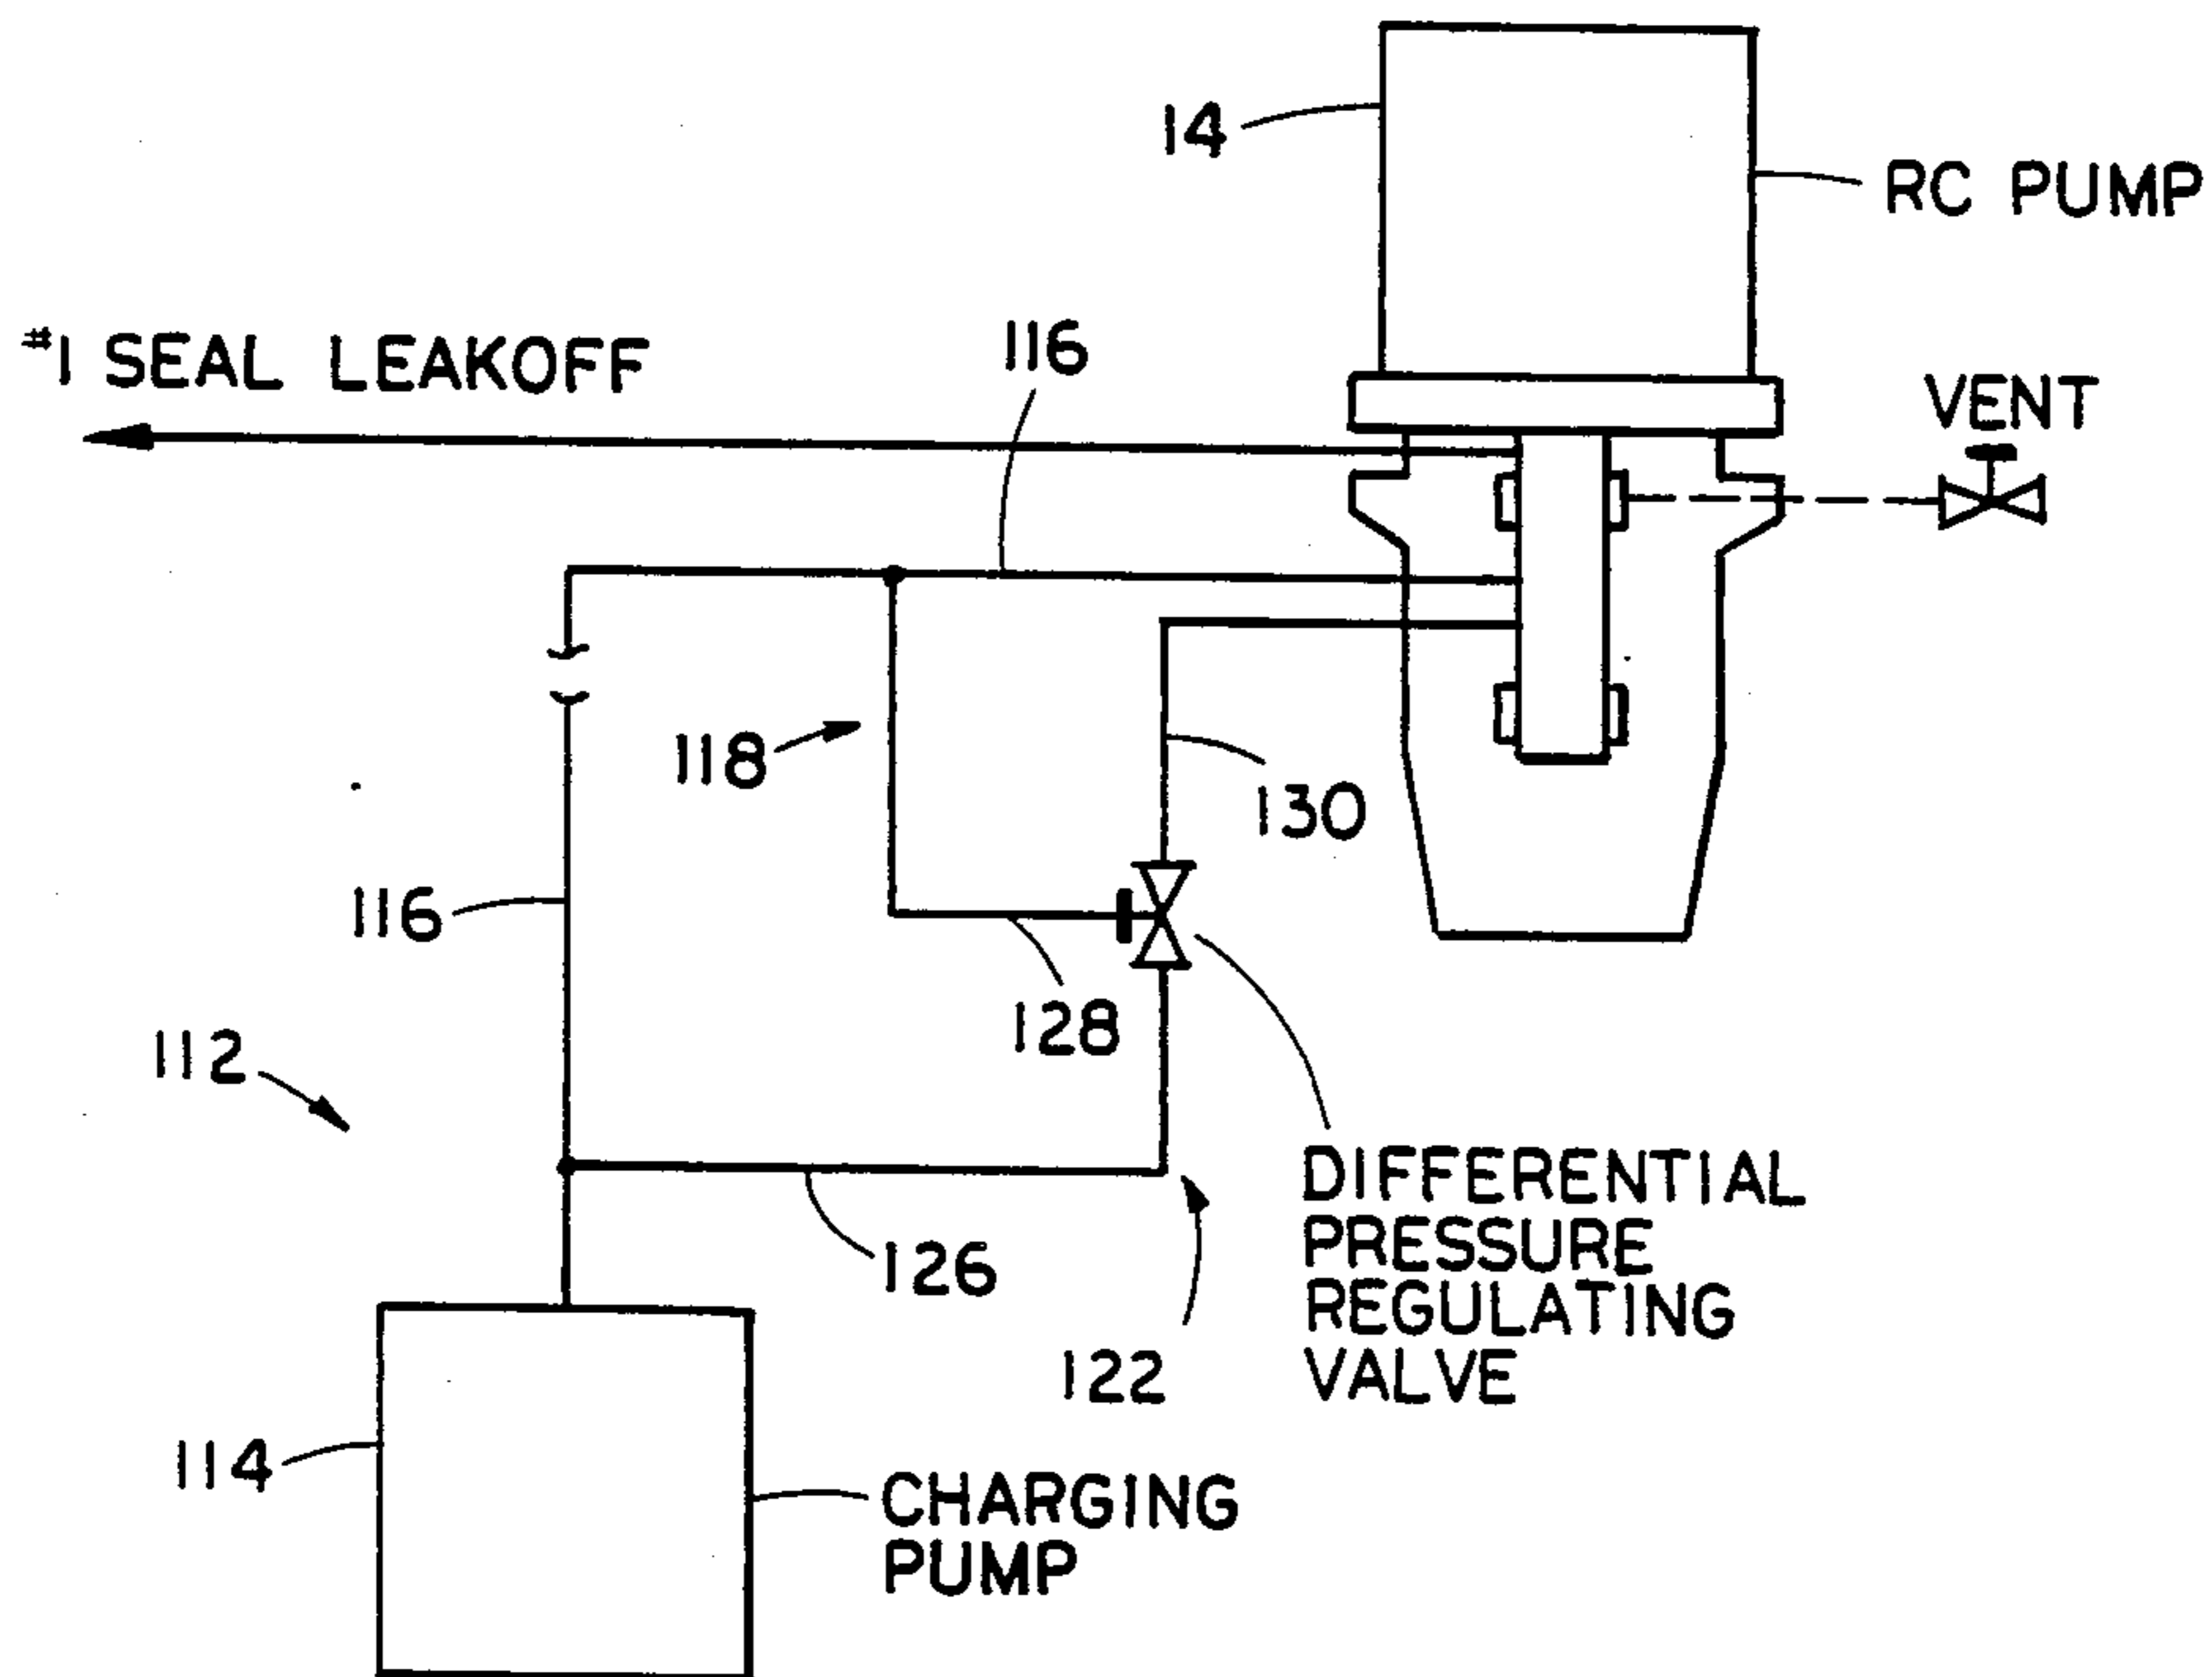 14
RC PUMP
#1 SEAL LEAKOFF
116
VENT
118
130
116
128
112
DIFFERENTIAL
PRESSURE
REGULATING
VALVE
126
122
114
CHARGING
PUMP